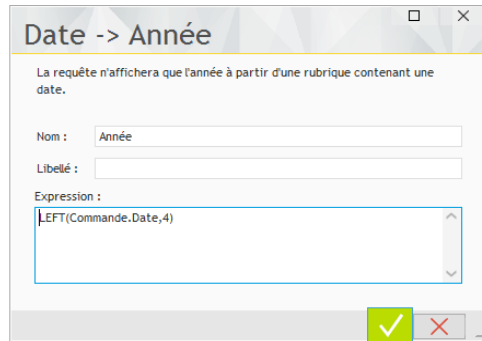 Date -> Année
La requête n'affichera que l'année à partir d'une rubrique contenant une
date.
Nom : Année
Libellé :
Expression :
LEFT(Commande.Date,4)